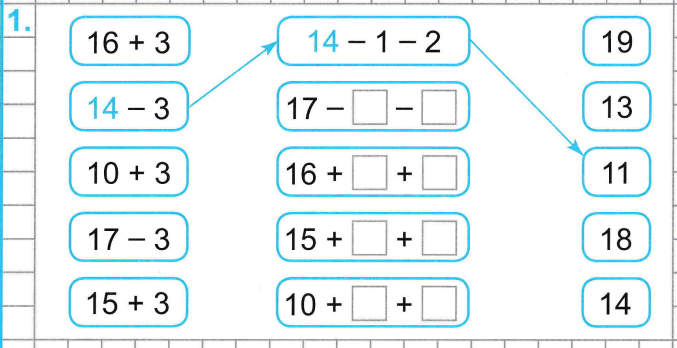 1.
16 + 3 14 – 1 – 2 19
14 – 3 17 – □ – □ 13
10 + 3 16 + □ + □ 11
17 – 3 15 + □ + □ 18
15 + 3 10 + □ + □ 14